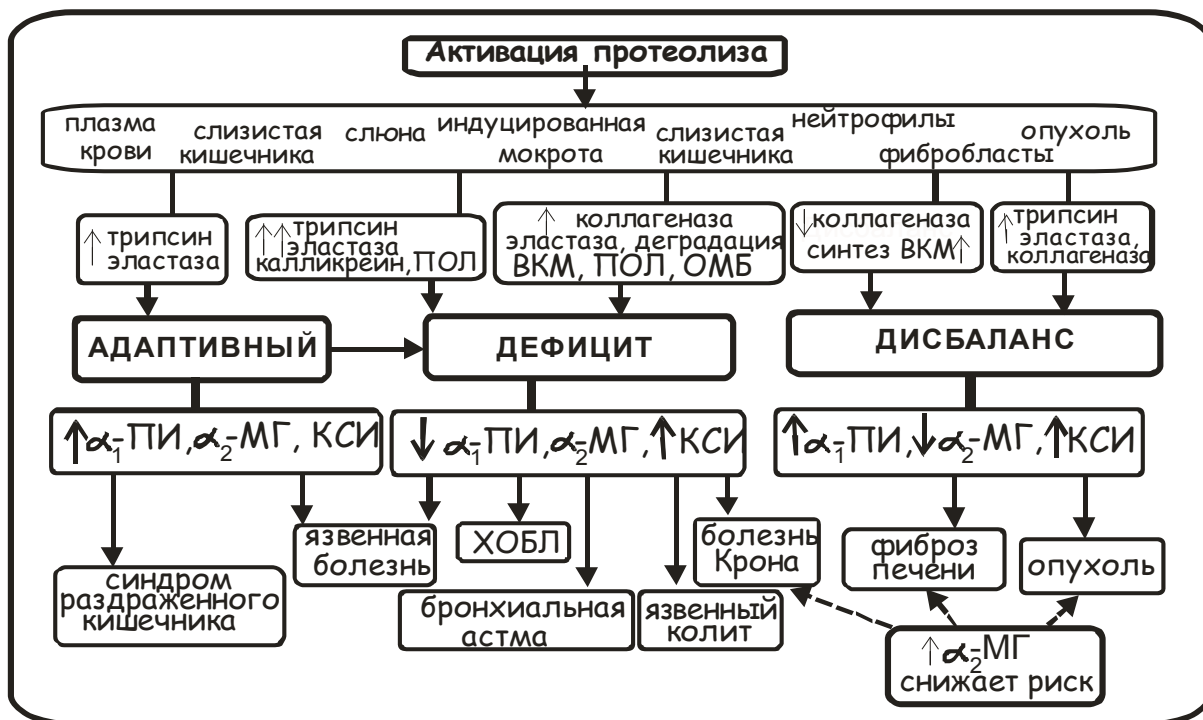 Активация протеолиза
плазма
крови
слизистая
кишечника
слюна
индуцированная
мокрота
слизистая
кишечника
нейтрофилы
фибробласты
опухоль
↑ трипсин
эластаза
↑↑ трипсин
эластаза
калликреин, ПОЛ
↑ коллагеназа
эластаза, деградация
ВКМ, ПОЛ, ОМБ
↓ коллагеназа
синтез ВКМ↑
↑ трипсин
эластаза,
коллагеназа
АДАПТИВНЫЙ
ДЕФИЦИТ
ДИСБАЛАНС
↑α₁-ПИ, α₂-МГ, КСИ
↓ α₁-ПИ, α₂-МГ, ↑КСИ
↑α₁-ПИ, ↓α₂-МГ, ↑КСИ
синдром
раздраженного
кишечника
язвенная
болезнь
ХОБЛ
бронхиальная
астма
язвенный
колит
болезнь
Крона
фиброз
печени
опухоль
↑ α₂-МГ
снижает риск